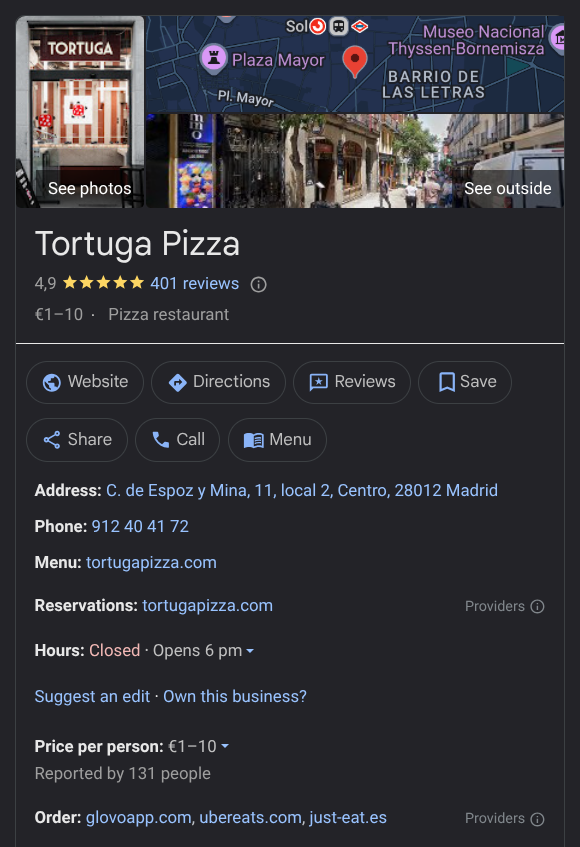 TORTUGA
See photos
Sol
Plaza Mayor
Pl. Mayor
Museo Nacional
Thyssen-Bornemisza
BARRIO DE
LAS LETRAS
See outside
Tortuga Pizza
4,9 401 reviews
€1–10 · Pizza restaurant
Website Directions Reviews Save
Share Call Menu
Address: C. de Espoz y Mina, 11, local 2, Centro, 28012 Madrid
Phone: 912 40 41 72
Menu: tortugapizza.com
Reservations: tortugapizza.com Providers
Hours: Closed · Opens 6 pm
Suggest an edit · Own this business?
Price per person: €1–10
Reported by 131 people
Order: glovoapp.com, ubereats.com, just-eat.es Providers